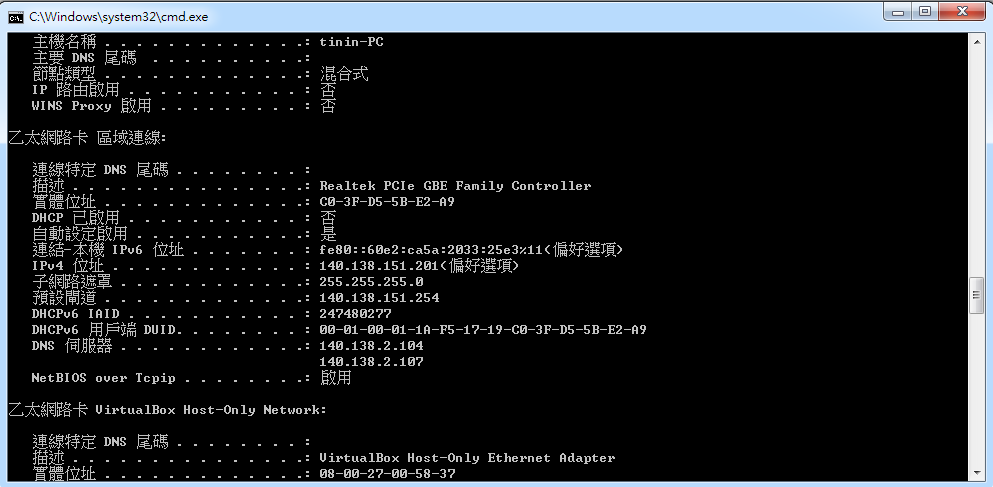 C:\Windows\system32\cmd.exe
主機名稱 . . . . . . . . . . . . . : tinin-PC
主要 DNS 尾碼  . . . . . . . . . . :
節點類型 . . . . . . . . . . . . . : 混合式
IP 路由啟用 . . . . . . . . . . . : 否
WINS Proxy 啟用 . . . . . . . . . : 否
乙太網路卡 區域連線:
連線特定 DNS 尾碼 . . . . . . . . :
描述 . . . . . . . . . . . . . . . : Realtek PCIe GBE Family Controller
實體位址 . . . . . . . . . . . . . : C0-3F-D5-5B-E2-A9
DHCP 已啟用 . . . . . . . . . . . : 否
自動設定啟用 . . . . . . . . . . . : 是
連結-本機 IPv6 位址 . . . . . . . : fe80::60e2:ca5a:2033:25e3%11(偏好選項)
IPv4 位址 . . . . . . . . . . . . : 140.138.151.201(偏好選項)
子網路遮罩 . . . . . . . . . . . . : 255.255.255.0
預設閘道 . . . . . . . . . . . . . : 140.138.151.254
DHCPv6 IAID . . . . . . . . . . . : 247480277
DHCPv6 用戶端 DUID. . . . . . . . : 00-01-00-01-1A-F5-17-19-C0-3F-D5-5B-E2-A9
DNS 伺服器 . . . . . . . . . . . . : 140.138.2.104
140.138.2.107
NetBIOS over Tcpip . . . . . . . . : 啟用
乙太網路卡 VirtualBox Host-Only Network:
連線特定 DNS 尾碼 . . . . . . . . :
描述 . . . . . . . . . . . . . . . : VirtualBox Host-Only Ethernet Adapter
實體位址 . . . . . . . . . . . . . : 08-00-27-00-58-37